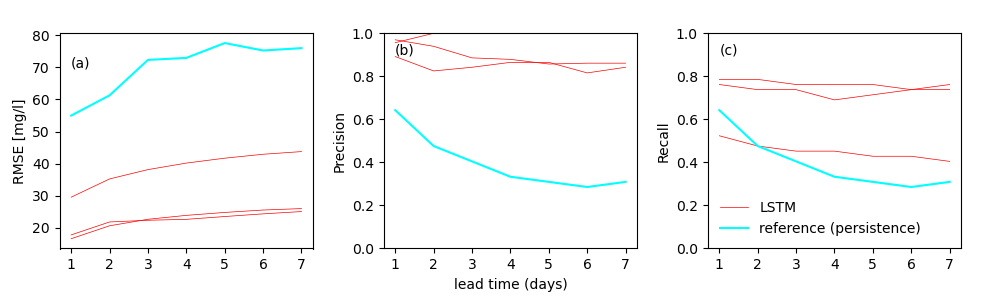 (a)
RMSE [mg/l]
80
70
60
50
40
30
20
1 2 3 4 5 6 7
(b)
Precision
1.0
0.8
0.6
0.4
0.2
0.0
1 2 3 4 5 6 7
lead time (days)
(c)
Recall
1.0
0.8
0.6
0.4
0.2
0.0
1 2 3 4 5 6 7
LSTM
reference (persistence)